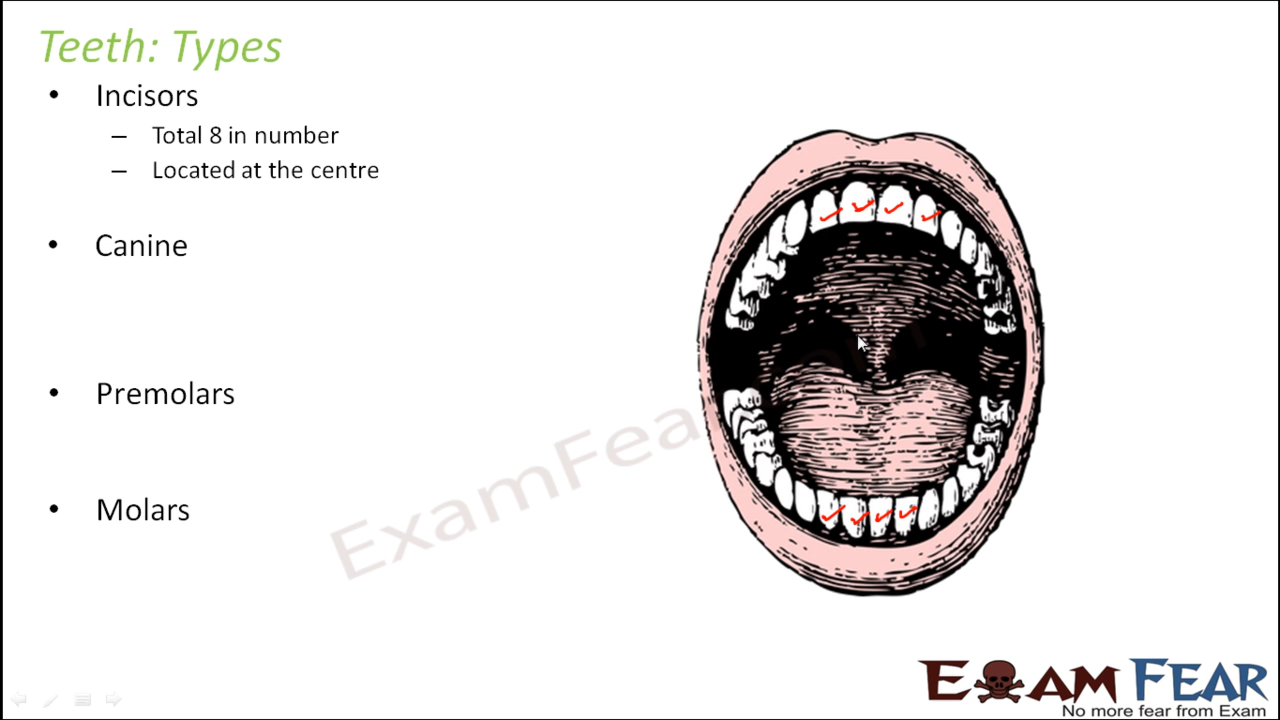 Teeth: Types
• Incisors
– Total 8 in number
– Located at the centre
• Canine
• Premolars
• Molars
ExamFear.com
EXAM FEAR
No more fear from Exam